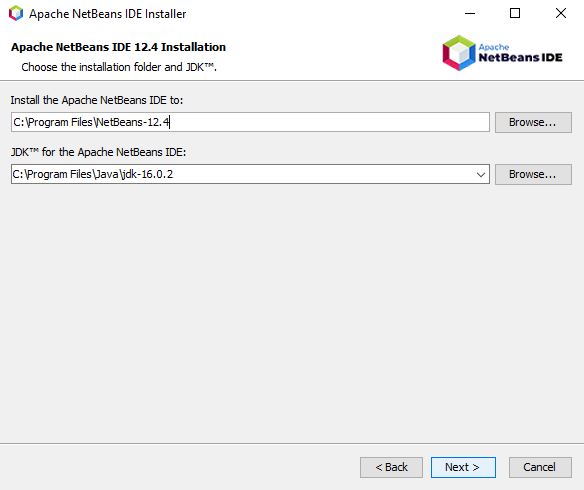 Apache NetBeans IDE Installer
Apache NetBeans IDE 12.4 Installation
Choose the installation folder and JDK™.
Apache
NetBeans IDE
Install the Apache NetBeans IDE to:
C:\Program Files\NetBeans-12.4
Browse...
JDK™ for the Apache NetBeans IDE:
C:\Program Files\Java\jdk-16.0.2
Browse...
< Back
Next >
Cancel